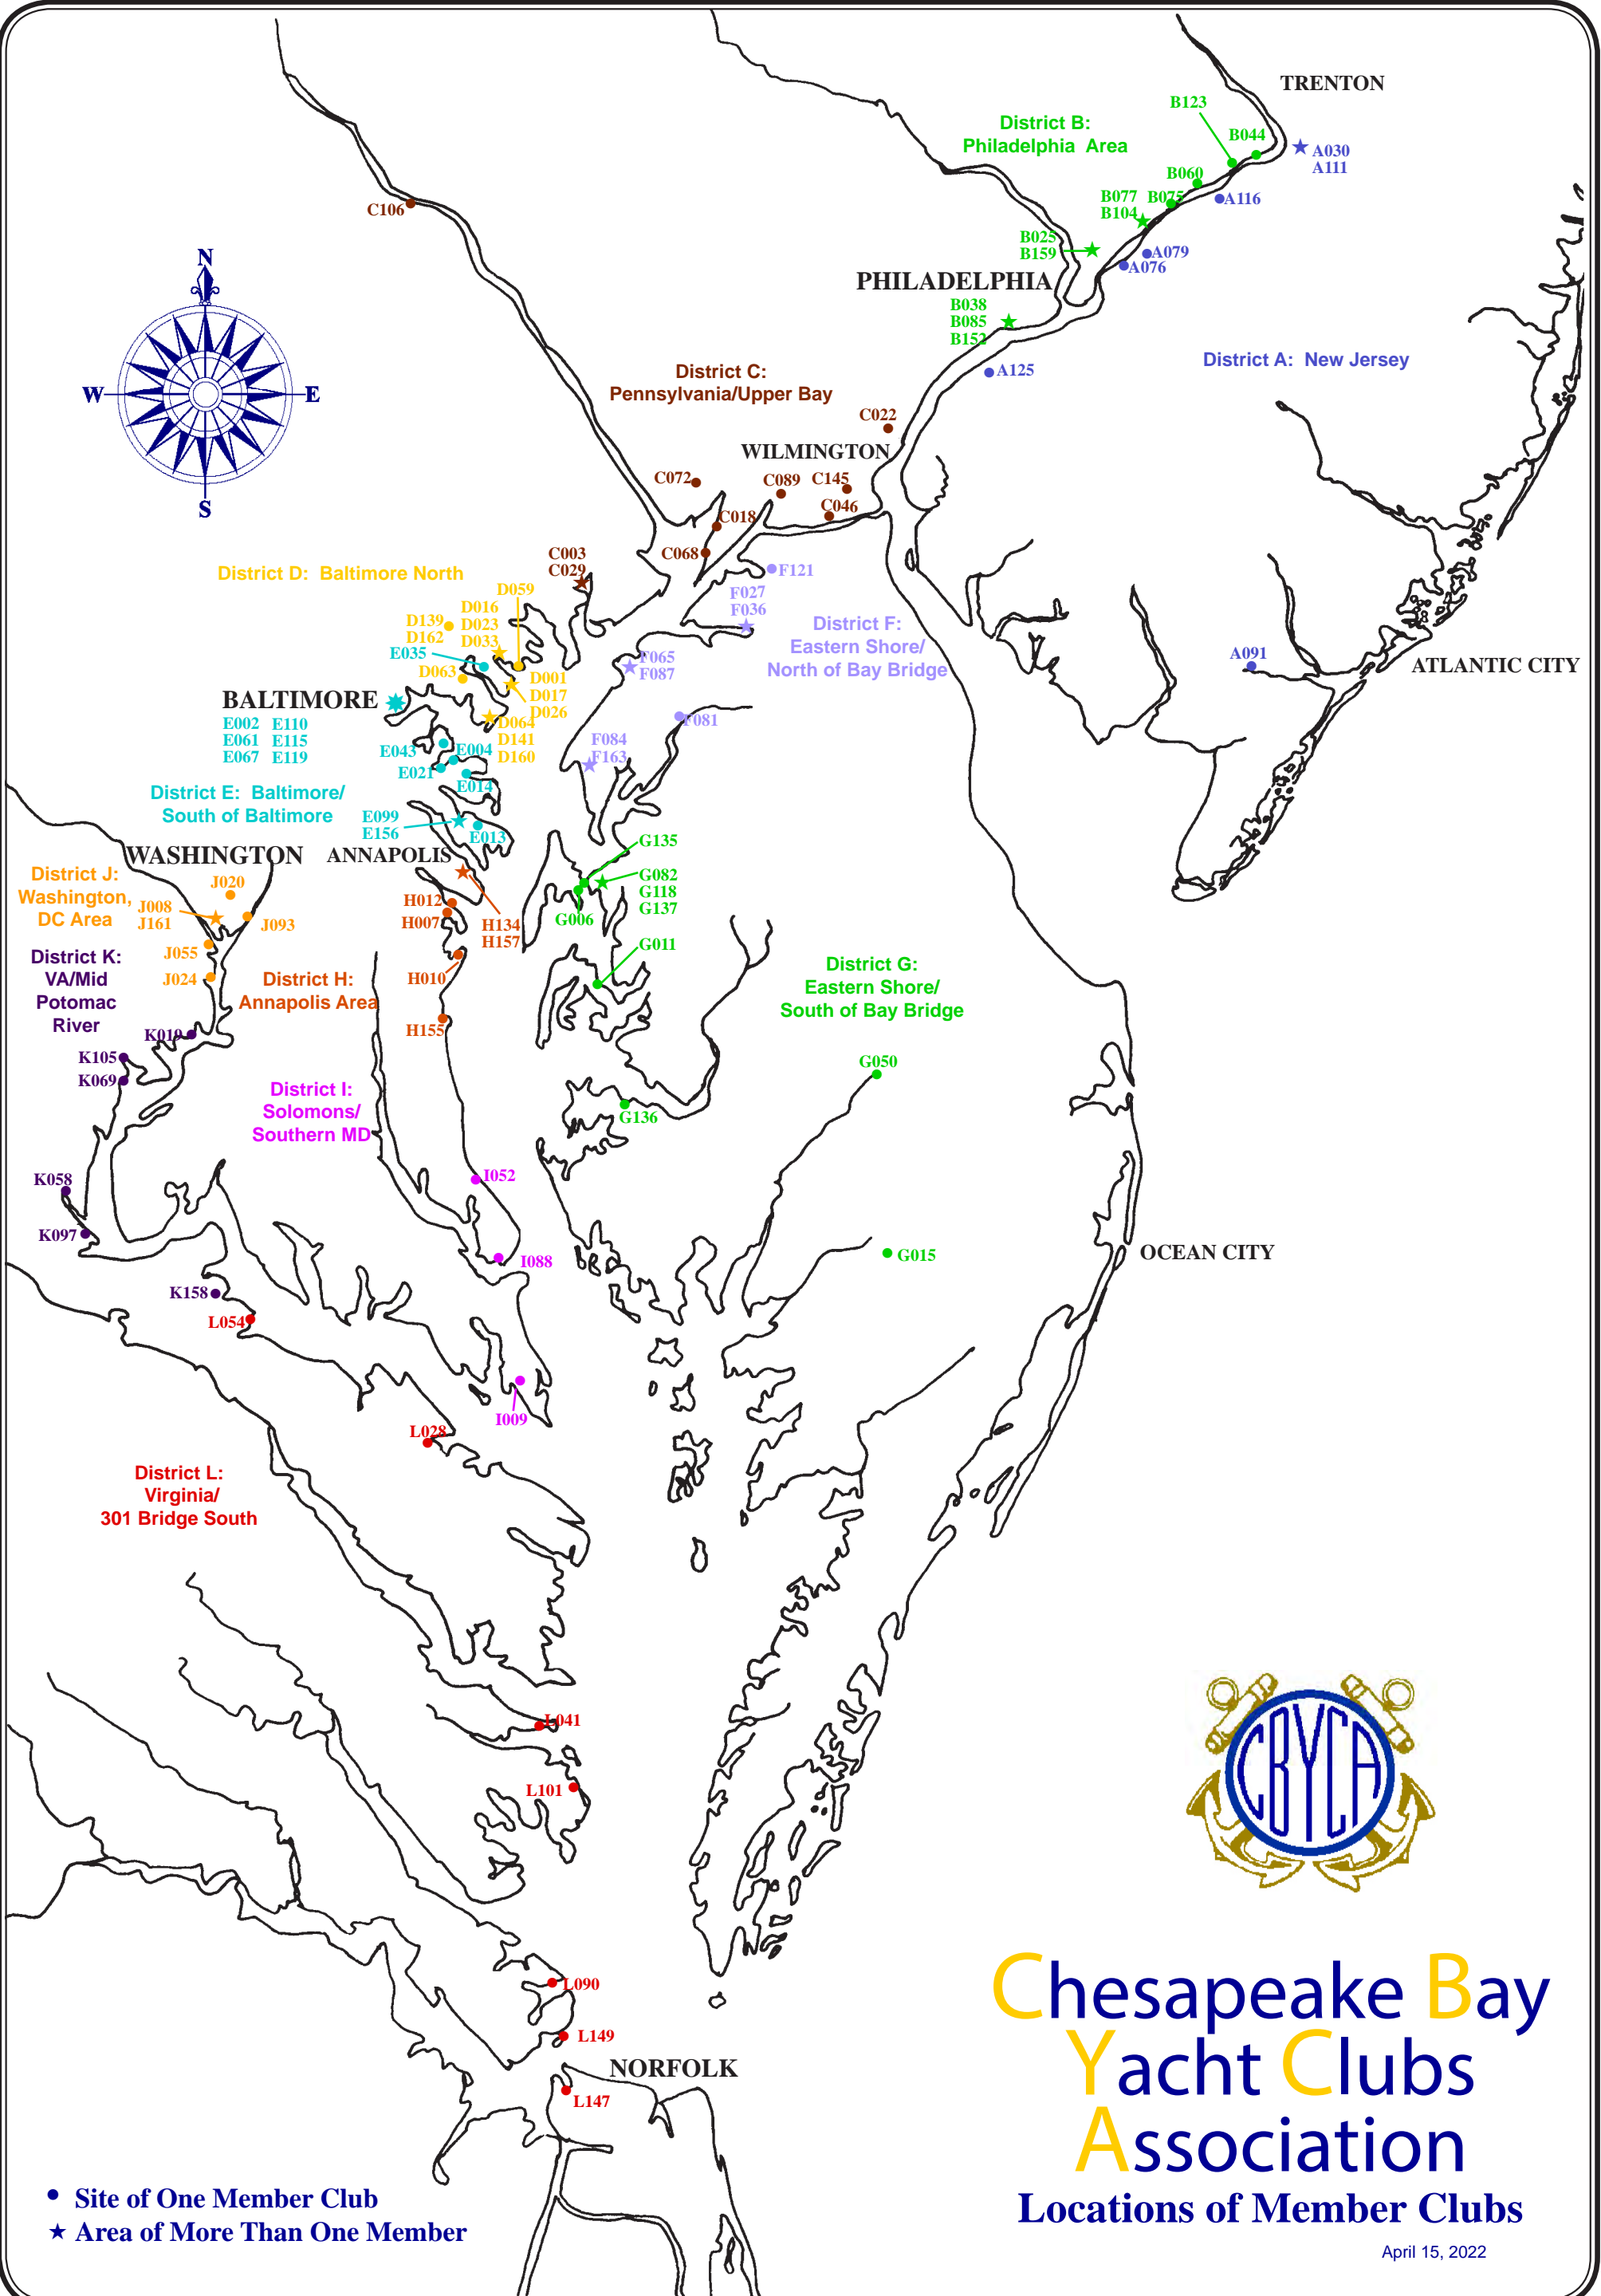 TRENTON
B123
District B:
Philadelphia Area
B044
A030
A111
B060
A116
B077
B104
B075
C106
B025
B159
A079
A076
N
W
E
S
PHILADELPHIA
B038
B085
B152
District A: New Jersey
A125
District C:
Pennsylvania/Upper Bay
C022
WILMINGTON
C072
C089
C145
C046
C018
C003
C029
C068
District D: Baltimore North
F121
D059
F027
F036
D016
D023
D033
D139
D162
District F:
Eastern Shore/
North of Bay Bridge
E035
F065
F087
A091
ATLANTIC CITY
D063
D001
D017
D026
BALTIMORE
E002 E110
E061 E115
E067 E119
F081
D064
D141
D160
F084
F163
E043
E004
E021
E014
District E: Baltimore/
South of Baltimore
E099
E156
E013
G135
WASHINGTON
ANNAPOLIS
District J:
Washington,
DC Area
J020
G082
G118
G137
J008
J161
J093
H012
H007
H134
H157
G006
J055
G011
District K:
VA/Mid
Potomac
River
J024
District H:
Annapolis Area
H010
District G:
Eastern Shore/
South of Bay Bridge
H155
K019
K105
K069
G050
District I:
Solomons/
Southern MD
G136
K058
I052
K097
I088
G015
OCEAN CITY
K158
L054
I009
L028
District L:
Virginia/
301 Bridge South
L041
L101
CBYCA
L090
L149
NORFOLK
L147
Chesapeake Bay
Yacht Clubs
Association
Locations of Member Clubs
April 15, 2022
Site of One Member Club
Area of More Than One Member